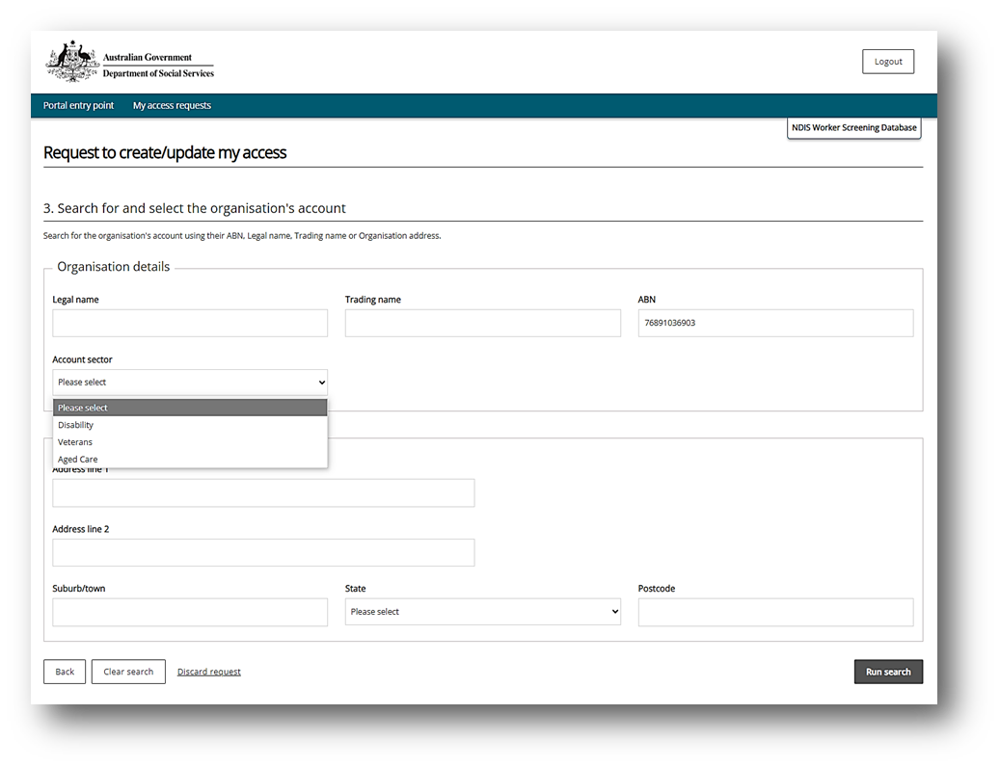 Australian Government
Department of Social Services
Logout
Portal entry point My access requests
NDIS Worker Screening Database
Request to create/update my access
3. Search for and select the organisation's account
Search for the organisation's account using their ABN, Legal name, Trading name or Organisation address.
Organisation details
Legal name Trading name ABN
76891036903
Account sector
Please select
Please select
Disability
Veterans
Aged Care
Address line 1
Address line 2
Suburb/town State Postcode
Please select
Back Clear search Discard request Run search